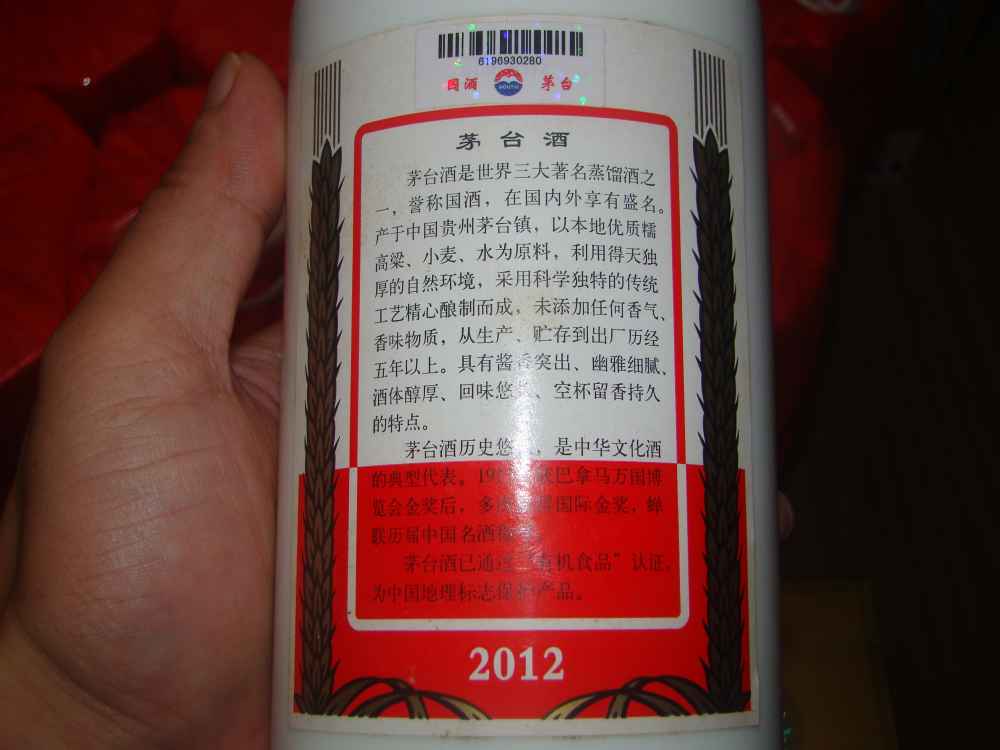 6196930280
国酒 茅台
MOUTAI
茅台酒
茅台酒是世界三大著名蒸馏酒之
一，誉称国酒，在国内外享有盛名。
产于中国贵州茅台镇，以本地优质糯
高粱、小麦、水为原料，利用得天独
厚的自然环境，采用科学独特的传统
工艺精心酿制而成，未添加任何香气、
香味物质，从生产、贮存到出厂历经
五年以上。具有酱香突出、幽雅细腻、
酒体醇厚、回味悠、空杯留香持久
的特点。
茅台酒历史悠，是中华文化酒
的典型代表。19巴拿马万国博
览会金奖后，多国际金奖，蝉
联历届中国名酒
茅台酒已通过“有机食品”认证，
为中国地理标志保护产品。
2012